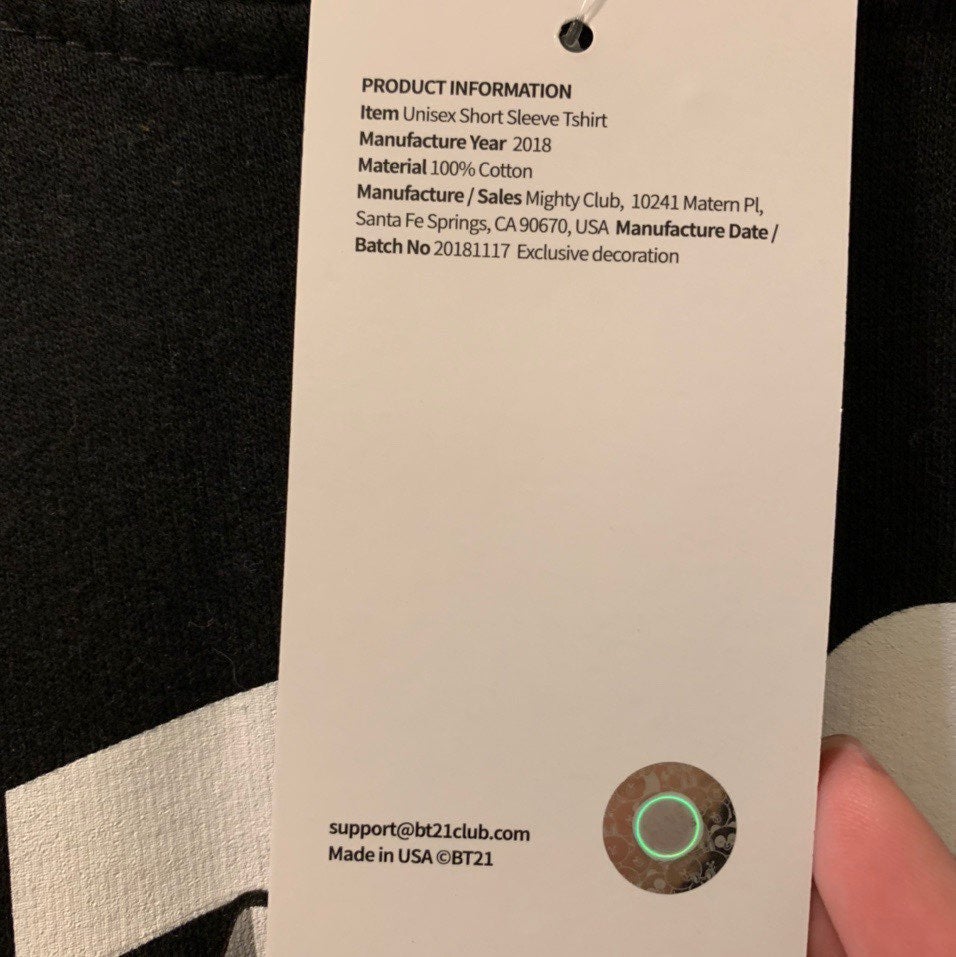 PRODUCT INFORMATION
Item Unisex Short Sleeve Tshirt
Manufacture Year 2018
Material 100% Cotton
Manufacture / Sales Mighty Club, 10241 Matern Pl,
Santa Fe Springs, CA 90670, USA Manufacture Date /
Batch No 20181117 Exclusive decoration
support@bt21club.com
Made in USA ©BT21